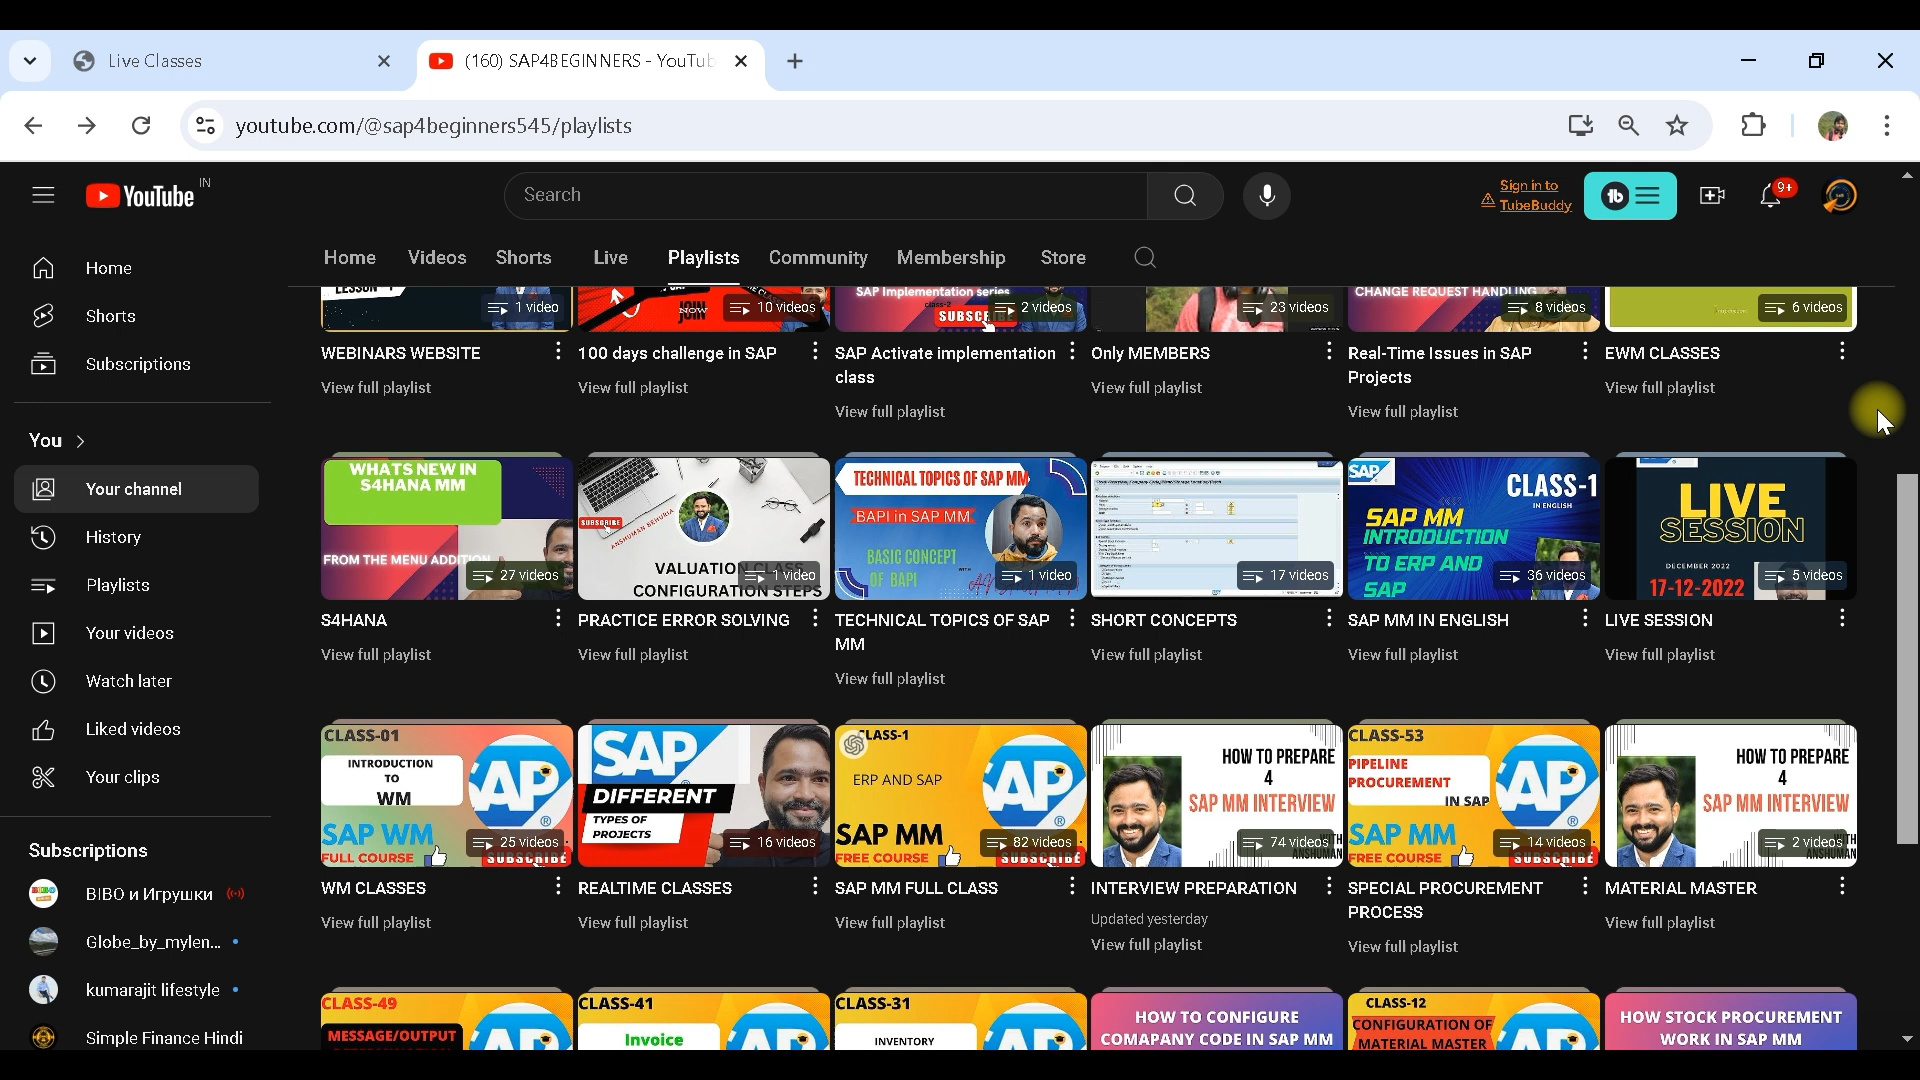 Live Classes
(160) SAP4BEGINNERS - YouTub
youtube.com/@sap4beginners545/playlists
YouTube IN
Search
Sign in to
TubeBuddy
9+
Home
Shorts
Subscriptions
You
Your channel
History
Playlists
Your videos
Watch later
Liked videos
Your clips
Subscriptions
BIBO и Игрушки
Globe_by_mylen...
kumarajit lifestyle
Simple Finance Hindi
Home Videos Shorts Live Playlists Community Membership Store
1 video
JOIN NOW
10 videos
SAP Implementation series
class-2
SUBSCRI
2 videos
23 videos
CHANGE REQUEST HANDLING
8 videos
6 videos
WEBINARS WEBSITE
View full playlist
100 days challenge in SAP
View full playlist
SAP Activate implementation
class
View full playlist
Only MEMBERS
View full playlist
Real-Time Issues in SAP
Projects
View full playlist
EWM CLASSES
View full playlist
WHATS NEW IN
S4HANA MM
FROM THE MENU ADDITION
27 videos
S4HANA
View full playlist
SUBSCRIBE
ANSHUMAN BEHURIA
VALUATION CLASS
CONFIGURATION STEPS
1 video
PRACTICE ERROR SOLVING
View full playlist
TECHNICAL TOPICS OF SAP MM
BAPI in SAP MM
BASIC CONCEPT
OF BAPI
1 video
TECHNICAL TOPICS OF SAP
MM
View full playlist
17 videos
SHORT CONCEPTS
View full playlist
SAP
CLASS-1
IN ENGLISH
SAP MM
INTRODUCTION
TO ERP AND
SAP
36 videos
SAP MM IN ENGLISH
View full playlist
LIVE
SESSION
DECEMBER 2022
17-12-2022
5 videos
LIVE SESSION
View full playlist
CLASS-01
INTRODUCTION
TO
WM
SAP WM
FULL COURSE
25 videos
SUBSCRIBE
WM CLASSES
View full playlist
SAP
DIFFERENT
TYPES OF
PROJECTS
16 videos
REALTIME CLASSES
View full playlist
CLASS-1
ERP AND SAP
SAP MM
FREE COURSE
82 videos
SUBSCRIBE
SAP MM FULL CLASS
View full playlist
HOW TO PREPARE
4
SAP MM INTERVIEW
WITH
ANSHUMAN
74 videos
INTERVIEW PREPARATION
Updated yesterday
View full playlist
CLASS-53
PIPELINE
PROCUREMENT
IN SAP
SAP MM
FREE COURSE
14 videos
SUBSCRIBE
SPECIAL PROCUREMENT
PROCESS
View full playlist
HOW TO PREPARE
4
SAP MM INTERVIEW
WITH
ANSHUMAN
2 videos
MATERIAL MASTER
View full playlist
CLASS-49
MESSAGE/OUTPUT
CLASS-41
Invoice
CLASS-31
INVENTORY
HOW TO CONFIGURE
COMAPANY CODE IN SAP MM
CLASS-12
CONFIGURATION OF
MATERIAL MASTER
HOW STOCK PROCUREMENT
WORK IN SAP MM